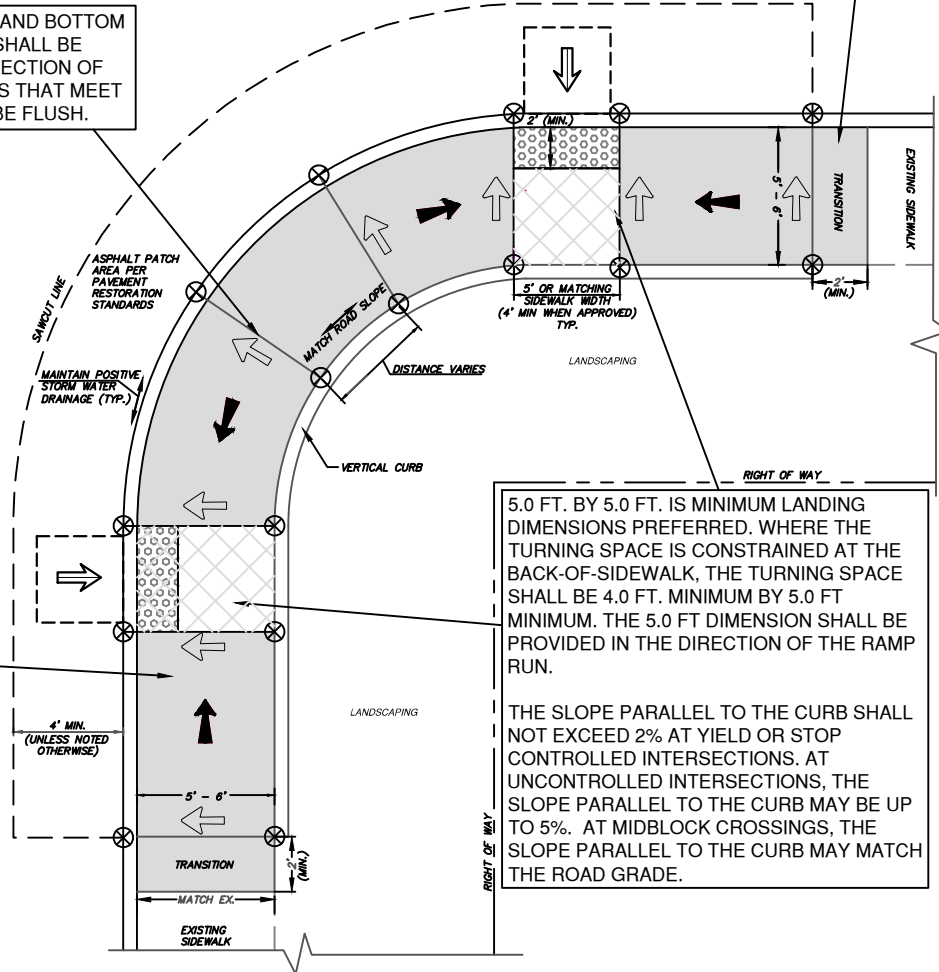 AND BOTTOM
SHALL BE
ECTION OF
S THAT MEET
BE FLUSH.
2' (MIN.)
5' - 6'
TRANSITION
EXISTING SIDEWALK
2'
(MIN.)
5' OR MATCHING
SIDEWALK WIDTH
(4' MIN WHEN APPROVED)
TYP.
LANDSCAPING
ASPHALT PATCH
AREA PER
PAVEMENT
RESTORATION
STANDARDS
SAWCUT LINE
MATCH ROAD SLOPE
DISTANCE VARIES
MAINTAIN POSITIVE
STORM WATER
DRAINAGE (TYP.)
VERTICAL CURB
RIGHT OF WAY
5.0 FT. BY 5.0 FT. IS MINIMUM LANDING
DIMENSIONS PREFERRED. WHERE THE
TURNING SPACE IS CONSTRAINED AT THE
BACK-OF-SIDEWALK, THE TURNING SPACE
SHALL BE 4.0 FT. MINIMUM BY 5.0 FT
MINIMUM. THE 5.0 FT DIMENSION SHALL BE
PROVIDED IN THE DIRECTION OF THE RAMP
RUN.
THE SLOPE PARALLEL TO THE CURB SHALL
NOT EXCEED 2% AT YIELD OR STOP
CONTROLLED INTERSECTIONS. AT
UNCONTROLLED INTERSECTIONS, THE
SLOPE PARALLEL TO THE CURB MAY BE UP
TO 5%. AT MIDBLOCK CROSSINGS, THE
SLOPE PARALLEL TO THE CURB MAY MATCH
THE ROAD GRADE.
RIGHT OF WAY
LANDSCAPING
4' MIN.
(UNLESS NOTED
OTHERWISE)
5' - 6'
TRANSITION
2'
(MIN.)
MATCH EX.
EXISTING
SIDEWALK